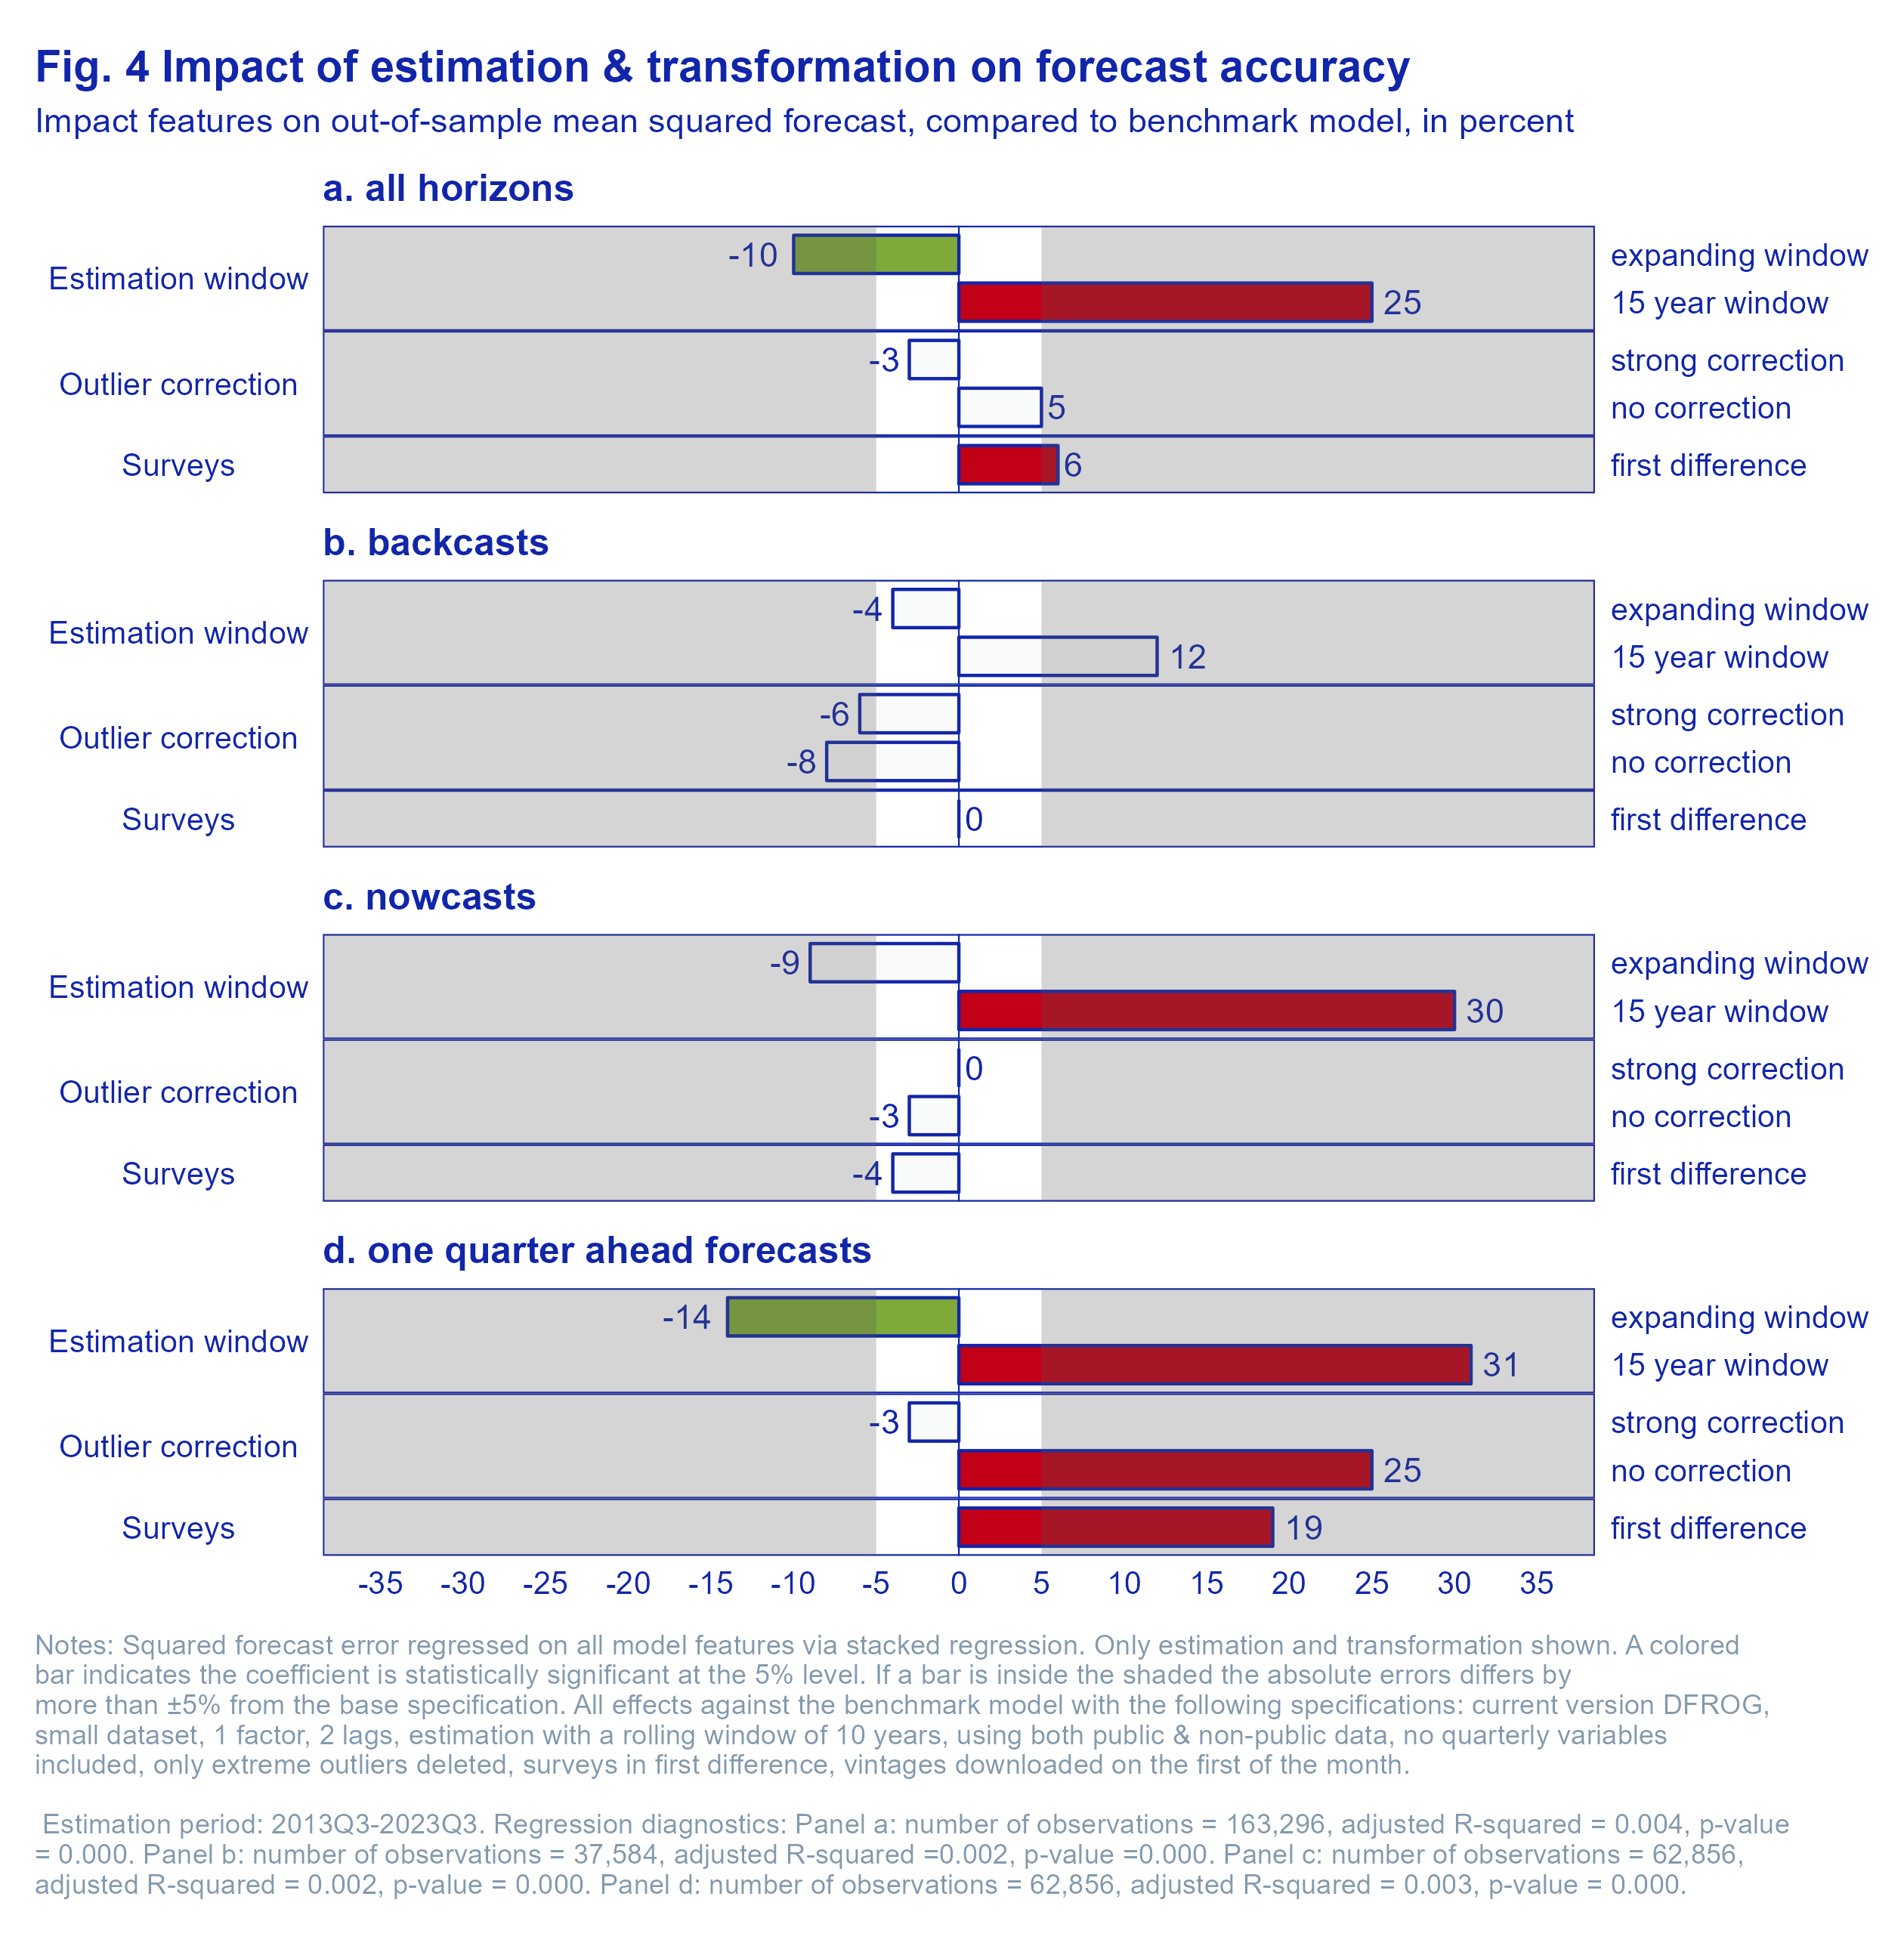 Fig. 4 Impact of estimation & transformation on forecast accuracy
Impact features on out-of-sample mean squared forecast, compared to benchmark model, in percent
a. all horizons
Estimation window
-10
expanding window
25
15 year window
Outlier correction
-3
strong correction
5
no correction
Surveys
6
first difference
b. backcasts
Estimation window
-4
expanding window
12
15 year window
Outlier correction
-6
strong correction
-8
no correction
Surveys
0
first difference
c. nowcasts
Estimation window
-9
expanding window
30
15 year window
Outlier correction
0
strong correction
-3
no correction
Surveys
-4
first difference
d. one quarter ahead forecasts
Estimation window
-14
expanding window
31
15 year window
Outlier correction
-3
strong correction
25
no correction
Surveys
19
first difference
-35 -30 -25 -20 -15 -10 -5 0 5 10 15 20 25 30 35
Notes: Squared forecast error regressed on all model features via stacked regression. Only estimation and transformation shown. A colored
bar indicates the coefficient is statistically significant at the 5% level. If a bar is inside the shaded the absolute errors differs by
more than ±5% from the base specification. All effects against the benchmark model with the following specifications: current version DFROG,
small dataset, 1 factor, 2 lags, estimation with a rolling window of 10 years, using both public & non-public data, no quarterly variables
included, only extreme outliers deleted, surveys in first difference, vintages downloaded on the first of the month.
Estimation period: 2013Q3-2023Q3. Regression diagnostics: Panel a: number of observations = 163,296, adjusted R-squared = 0.004, p-value
= 0.000. Panel b: number of observations = 37,584, adjusted R-squared =0.002, p-value =0.000. Panel c: number of observations = 62,856,
adjusted R-squared = 0.002, p-value = 0.000. Panel d: number of observations = 62,856, adjusted R-squared = 0.003, p-value = 0.000.